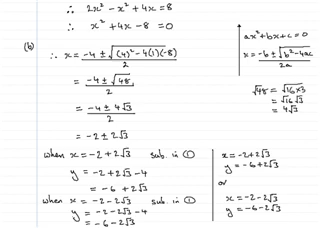 ∴ 2x² - x² + 4x = 8
∴ x² + 4x - 8 = 0
(b)
∴ x = -4 ± √(4)² - 4(1)(-8) / 2
= -4 ± √48 / 2
= -4 ± 4√3 / 2
= -2 ± 2√3
when x = -2 + 2√3 sub. in ①
y = -2 + 2√3 - 4
= -6 + 2√3
when x = -2 - 2√3 sub. in ①
y = -2 - 2√3 - 4
= -6 - 2√3
ax² + bx + c = 0
x = -b ± √b² - 4ac / 2a
√48 = √16×3
= √16 √3
= 4√3
x = -2 + 2√3
y = -6 + 2√3
or
x = -2 - 2√3
y = -6 - 2√3